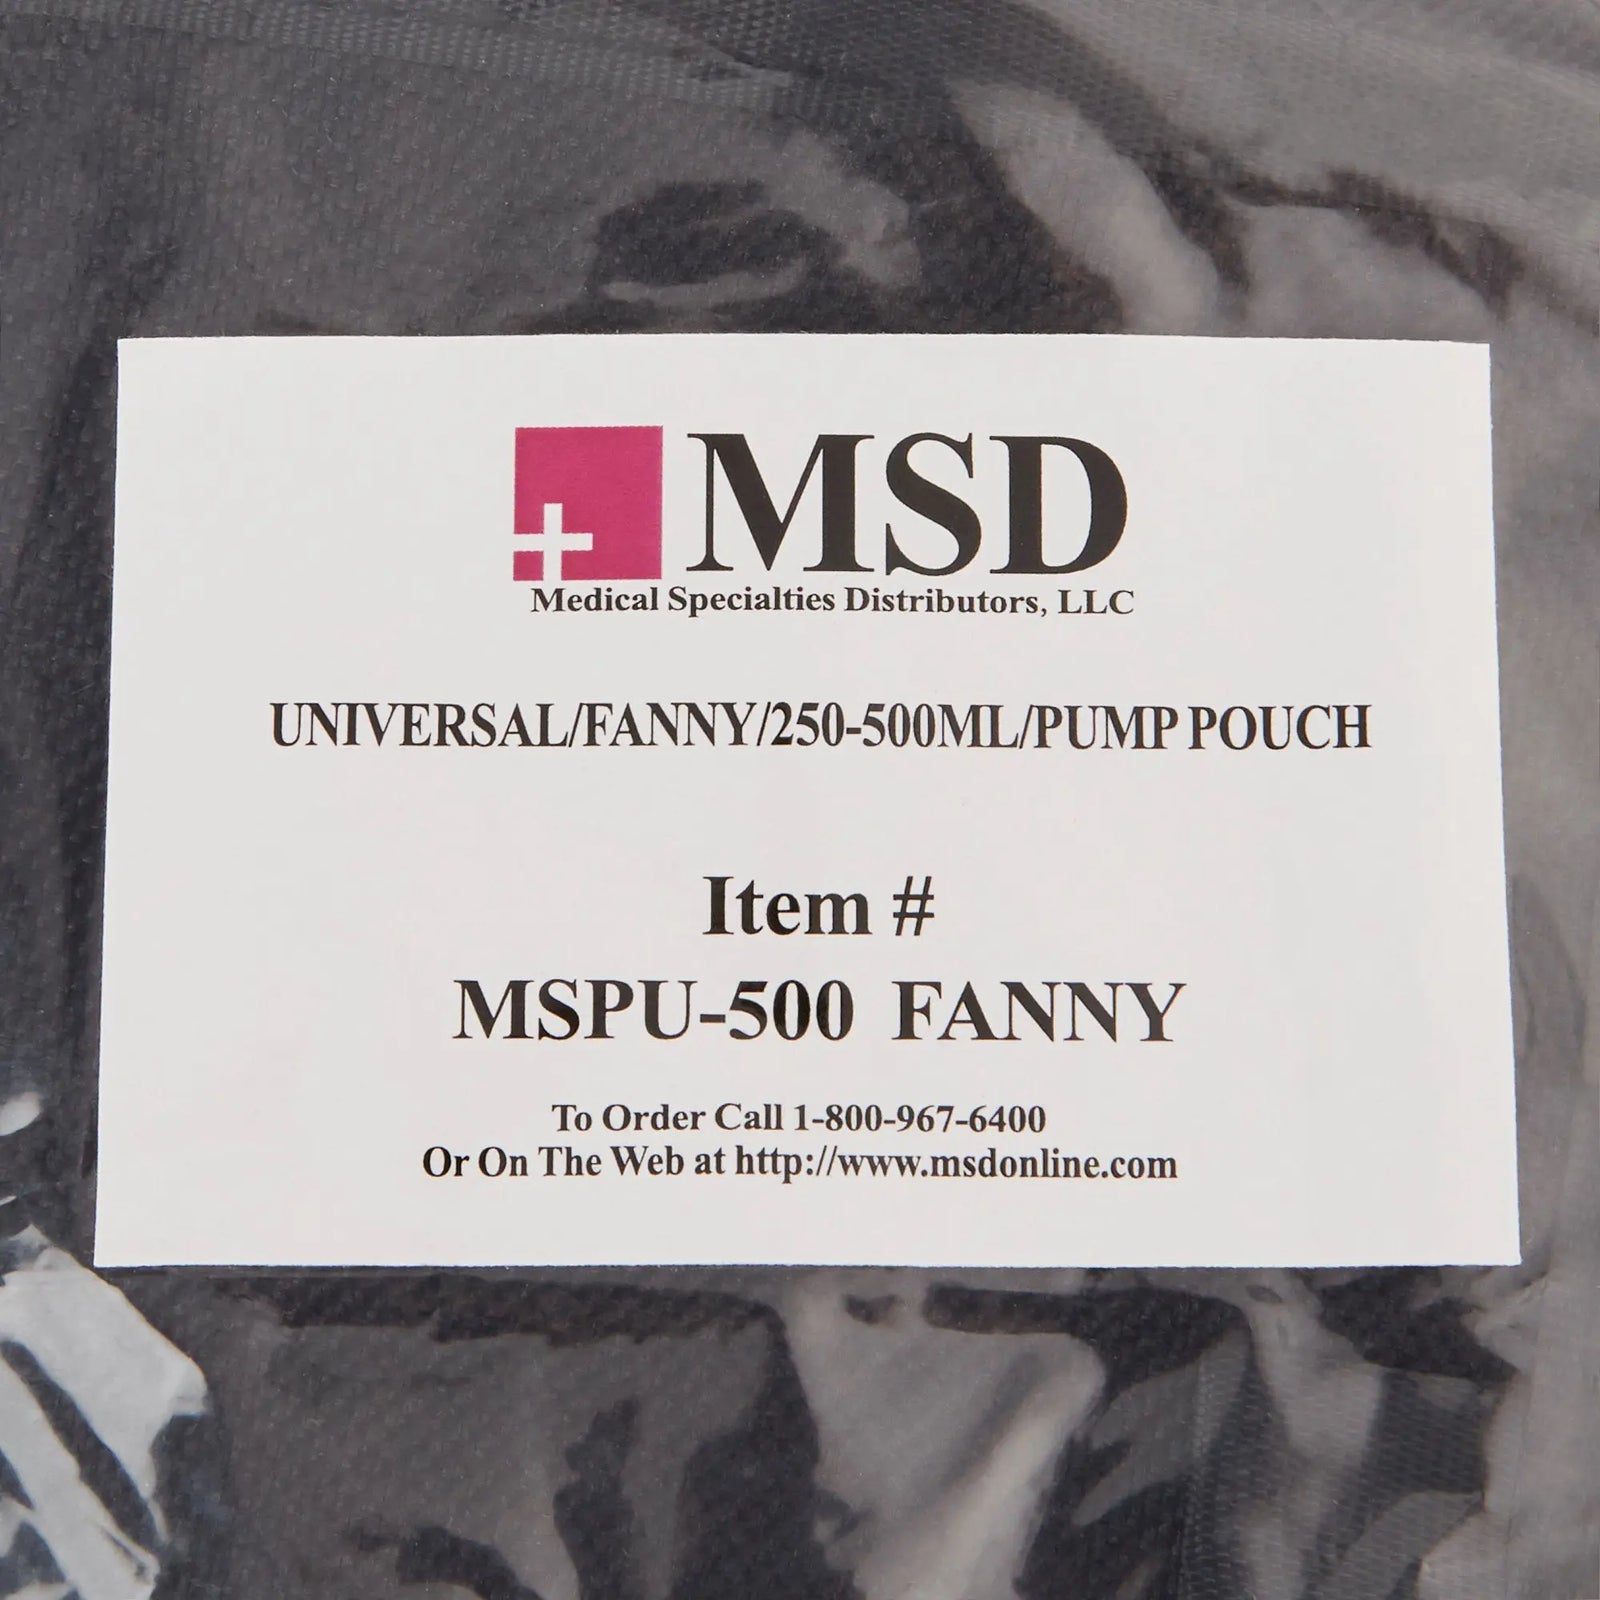 MSD
Medical Specialties Distributors, LLC
UNIVERSAL/FANNY/250-500ML/PUMP POUCH
Item #
MSPU-500 FANNY
To Order Call 1-800-967-6400
Or On The Web at http://www.msdonline.com